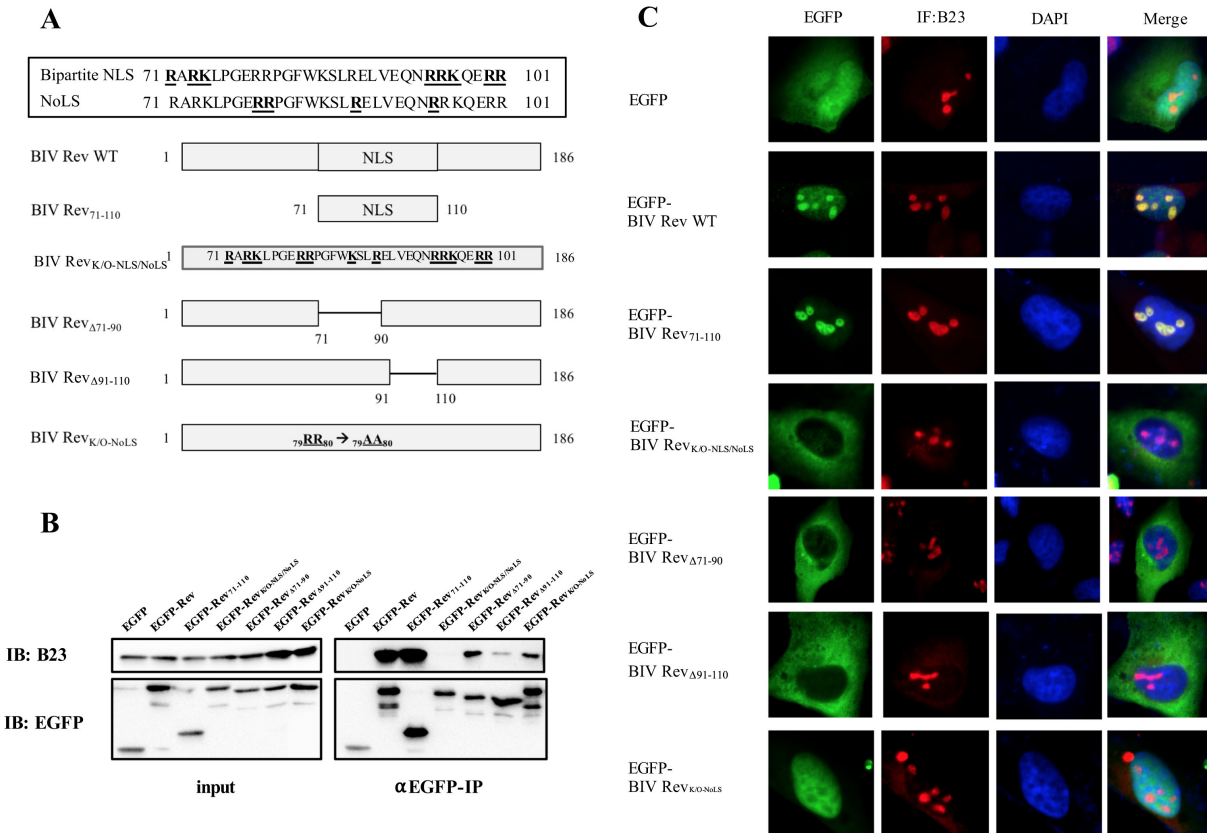 A
Bipartite NLS 71 RARKLPGERRPGFWKSLRELVEQNRRKQERR 101
NoLS 71 RARKLPGERRPGFWKSLRELVEQNRRKQERR 101
BIV Rev WT 1 NLS 186
BIV Rev71-110 71 NLS 110
BIV RevK/O-NLS/NoLS 1 71 RARKLPGERRPGFWKSLRELVEQNRRKQERR 101 186
BIV RevΔ71-90 1 186
71 90
BIV RevΔ91-110 1 186
91 110
BIV RevK/O-NoLS 1 79RR80 → 79AA80 186
B
EGFP EGFP-Rev EGFP-Rev71-110 EGFP-RevK/O-NLS/NoLS EGFP-RevΔ71-90 EGFP-RevΔ91-110 EGFP-RevK/O-NoLS
EGFP EGFP-Rev EGFP-Rev71-110 EGFP-RevK/O-NLS/NoLS EGFP-RevΔ71-90 EGFP-RevΔ91-110 EGFP-RevK/O-NoLS
IB: B23
IB: EGFP
input αEGFP-IP
C
EGFP IF:B23 DAPI Merge
EGFP
EGFP-
BIV Rev WT
EGFP-
BIV Rev71-110
EGFP-
BIV RevK/O-NLS/NoLS
EGFP-
BIV RevΔ71-90
EGFP-
BIV RevΔ91-110
EGFP-
BIV RevK/O-NoLS